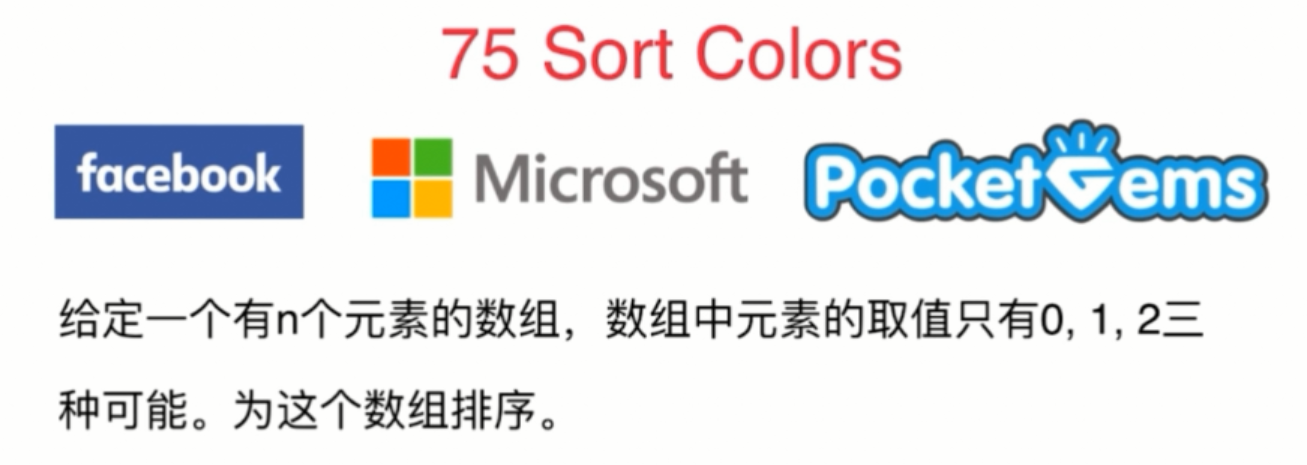 75 Sort Colors
facebook Microsoft PocketGems
给定一个有n个元素的数组，数组中元素的取值只有0, 1, 2三
种可能。为这个数组排序。